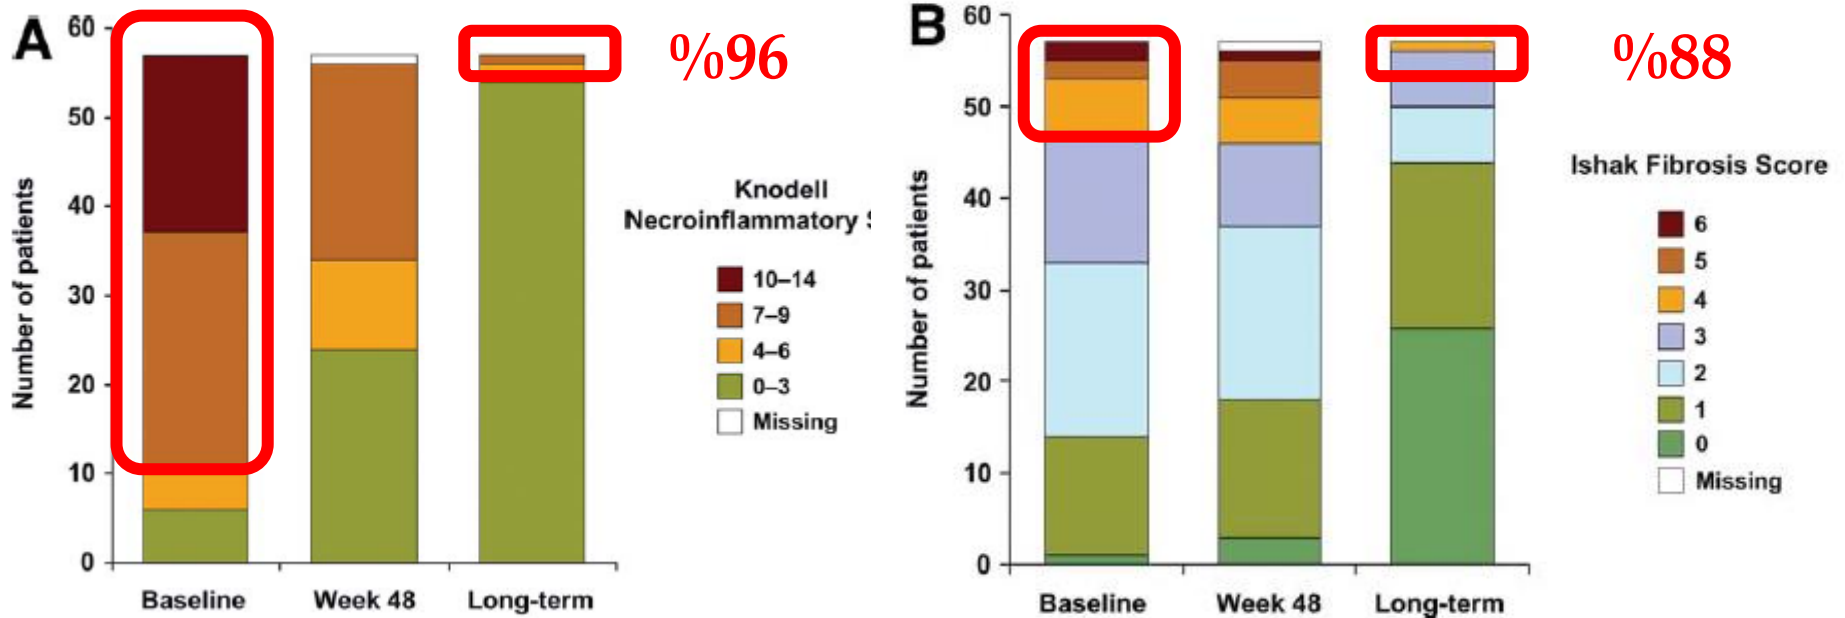 A
%96
Number of patients
60
50
40
30
20
10
0
Baseline
Week 48
Long-term
Knodell
Necroinflammatory
10–14
7–9
4–6
0–3
Missing
B
%88
Number of patients
60
50
40
30
20
10
0
Baseline
Week 48
Long-term
Ishak Fibrosis Score
6
5
4
3
2
1
0
Missing